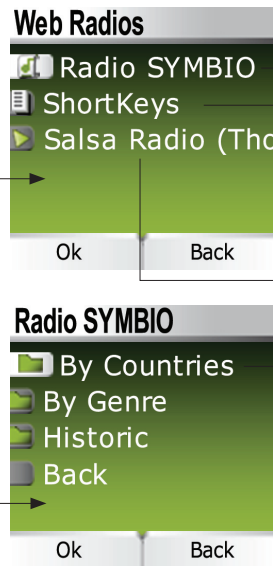 Web Radios
Radio SYMBIO
ShortKeys
Salsa Radio (Tho
Ok Back
Radio SYMBIO
By Countries
By Genre
Historic
Back
Ok Back